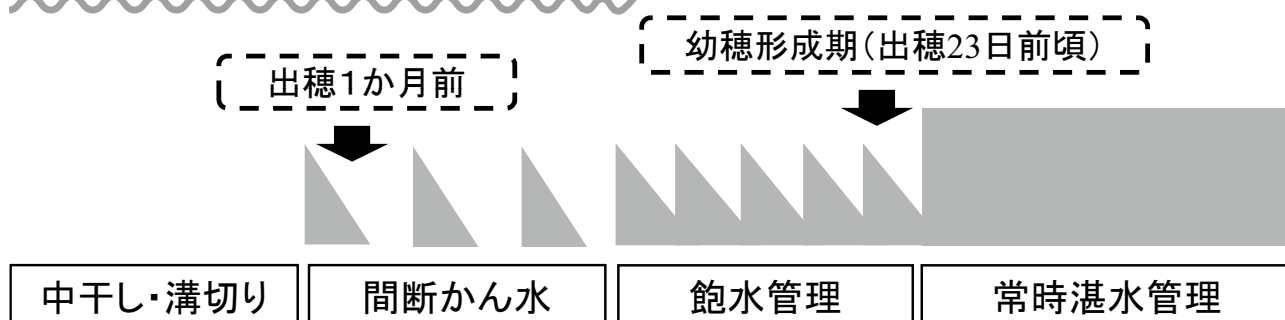 幼穂形成期(出穂23日前頃)
出穂１か月前
中干し・溝切り
間断かん水
飽水管理
常時湛水管理